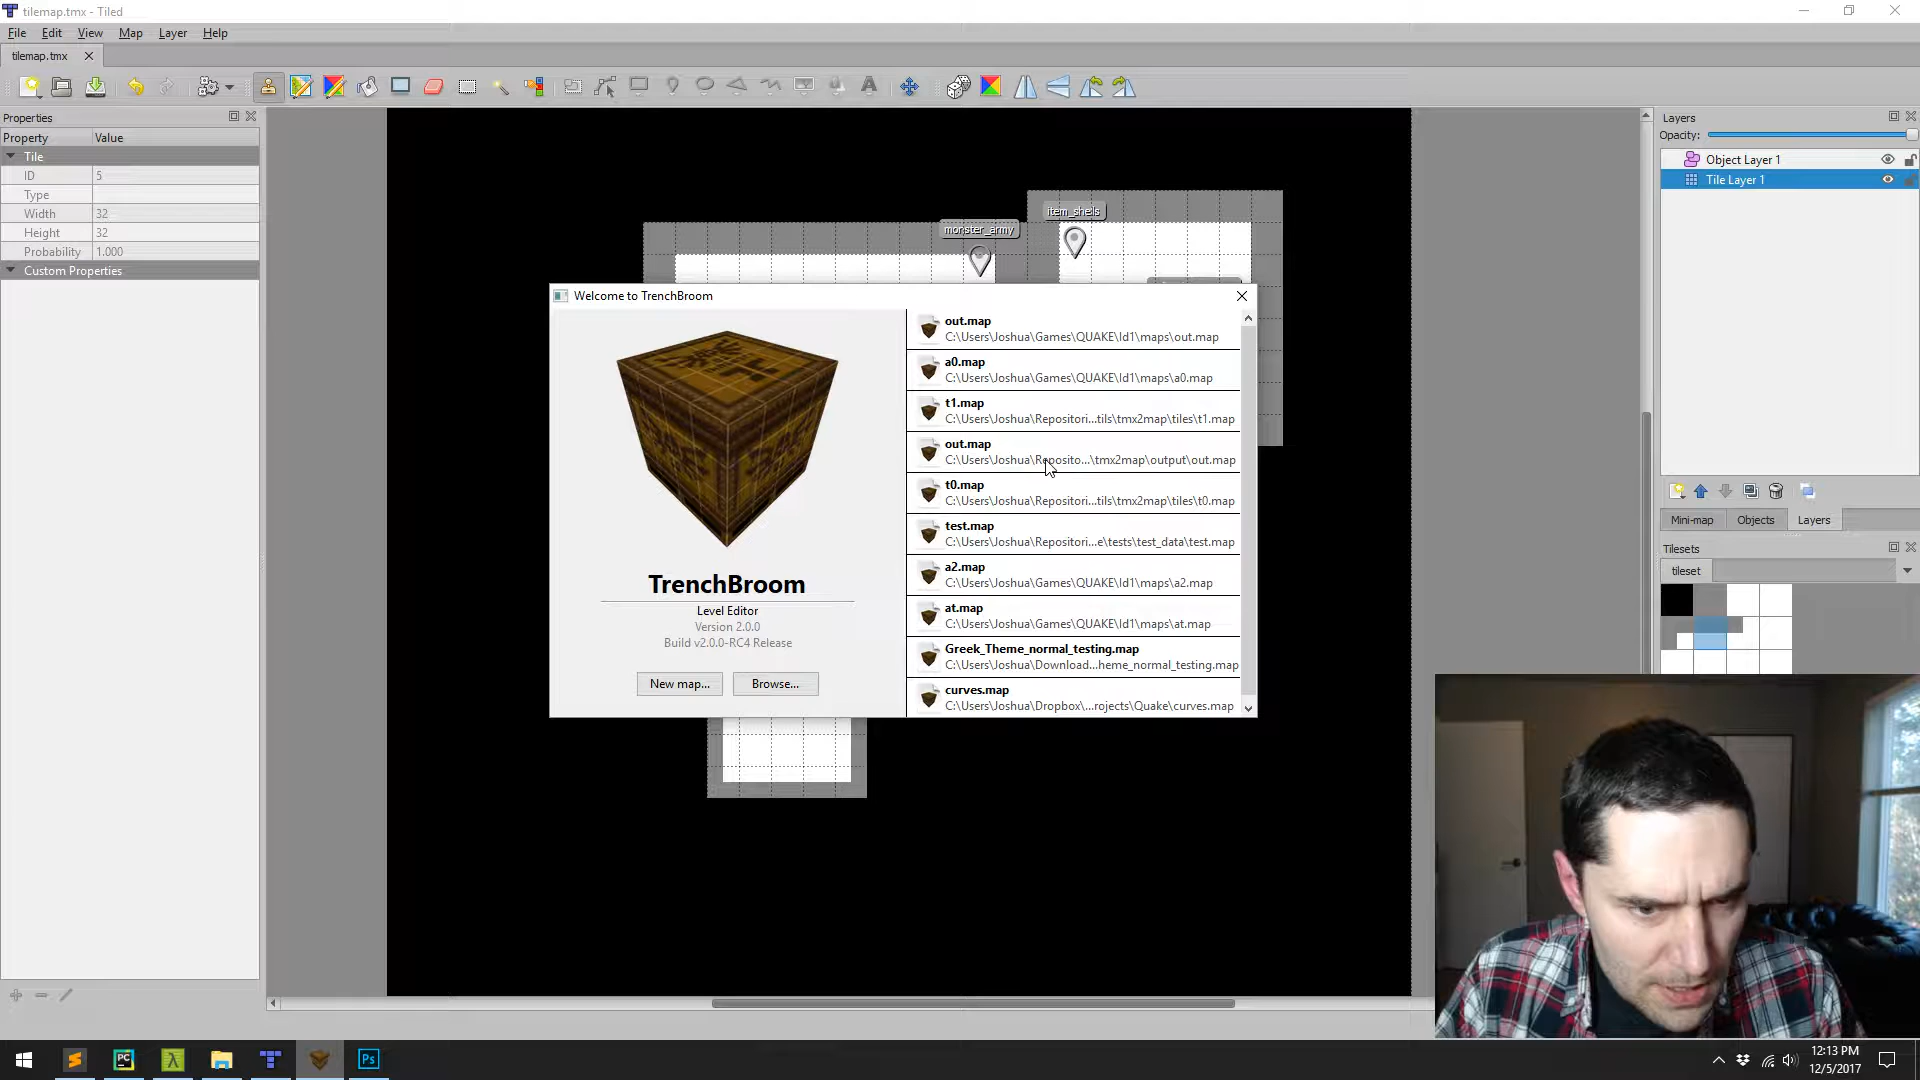 tilemap.tmx - Tiled
File Edit View Map Layer Help
tilemap.tmx
Properties
Property Value
Tile
ID 5
Type
Width 32
Height 32
Probability 1.000
Custom Properties
monster_army
item_shells
Welcome to TrenchBroom
TrenchBroom
Level Editor
Version 2.0.0
Build v2.0.0-RC4 Release
New map... Browse...
out.map
C:\Users\Joshua\Games\QUAKE\Id1\maps\out.map
a0.map
C:\Users\Joshua\Games\QUAKE\Id1\maps\a0.map
t1.map
C:\Users\Joshua\Repositori...tils\tmx2map\tiles\t1.map
out.map
C:\Users\Joshua\Reposito...\tmx2map\output\out.map
t0.map
C:\Users\Joshua\Repositori...tils\tmx2map\tiles\t0.map
test.map
C:\Users\Joshua\Repositori...e\tests\test_data\test.map
a2.map
C:\Users\Joshua\Games\QUAKE\Id1\maps\a2.map
at.map
C:\Users\Joshua\Games\QUAKE\Id1\maps\at.map
Greek_Theme_normal_testing.map
C:\Users\Joshua\Download...heme_normal_testing.map
curves.map
C:\Users\Joshua\Dropbox\...rojects\Quake\curves.map
Layers
Opacity:
Object Layer 1
Tile Layer 1
Mini-map Objects Layers
Tilesets
tileset
PC
Ps
12:13 PM
12/5/2017